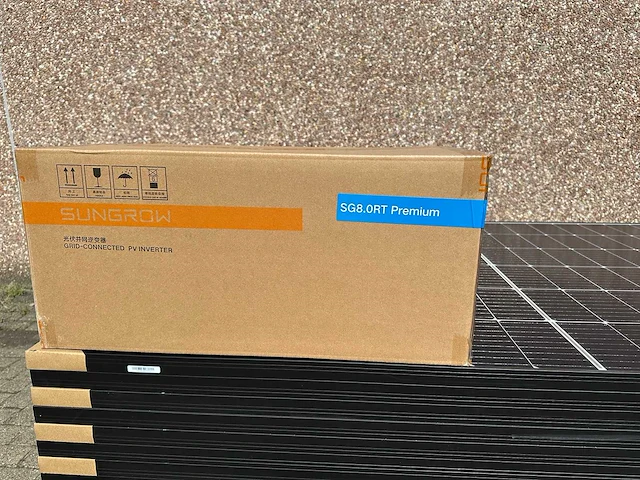 SUNGROW
SG8.0RT Premium
光伏并网逆变器
GRID-CONNECTED PV INVERTER